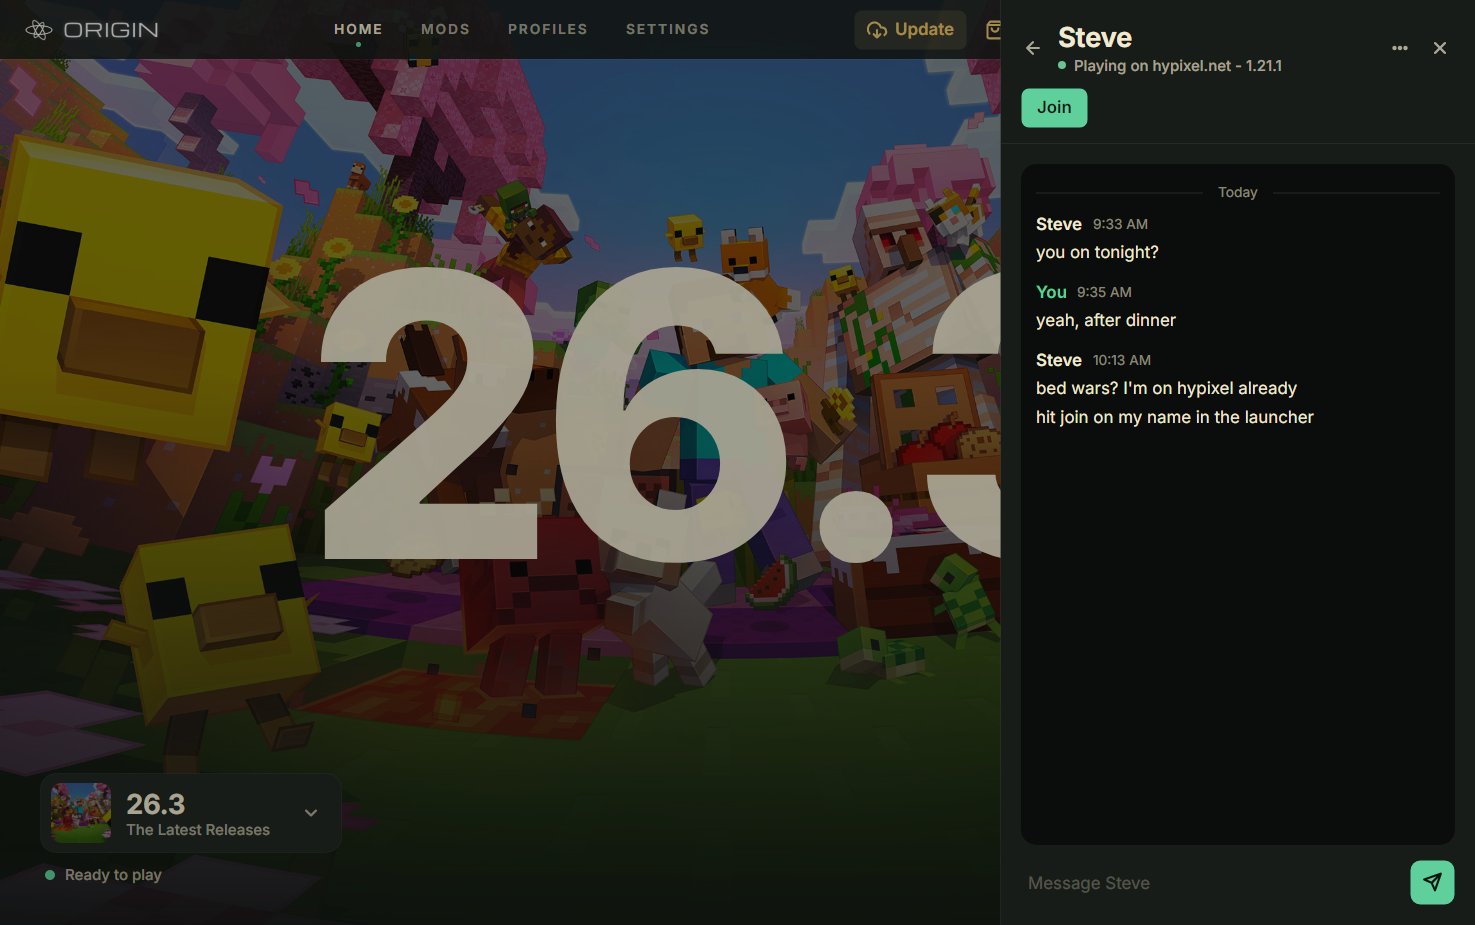 ORIGIN
HOME
MODS
PROFILES
SETTINGS
Update
26.3
26.3
The Latest Releases
Ready to play
Steve
Playing on hypixel.net - 1.21.1
Join
Today
Steve 9:33 AM
you on tonight?
You 9:35 AM
yeah, after dinner
Steve 10:13 AM
bed wars? I'm on hypixel already
hit join on my name in the launcher
Message Steve